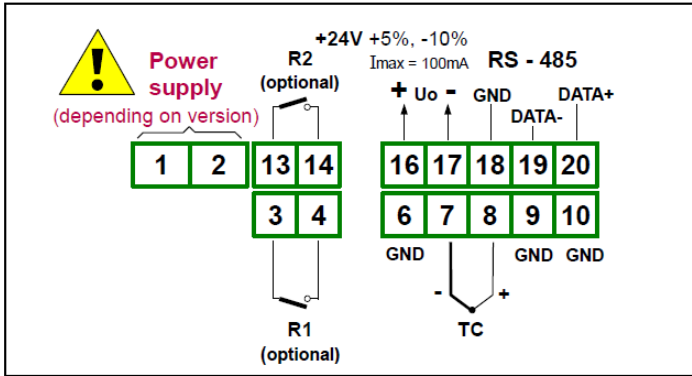 !
Power
supply
(depending on version)
R2
(optional)
+24V +5%, -10%
Imax = 100mA
RS - 485
+ Uo -
GND
DATA-
DATA+
1 2 13 14 16 17 18 19 20
3 4 6 7 8 9 10
GND
GND GND
- +
TC
R1
(optional)